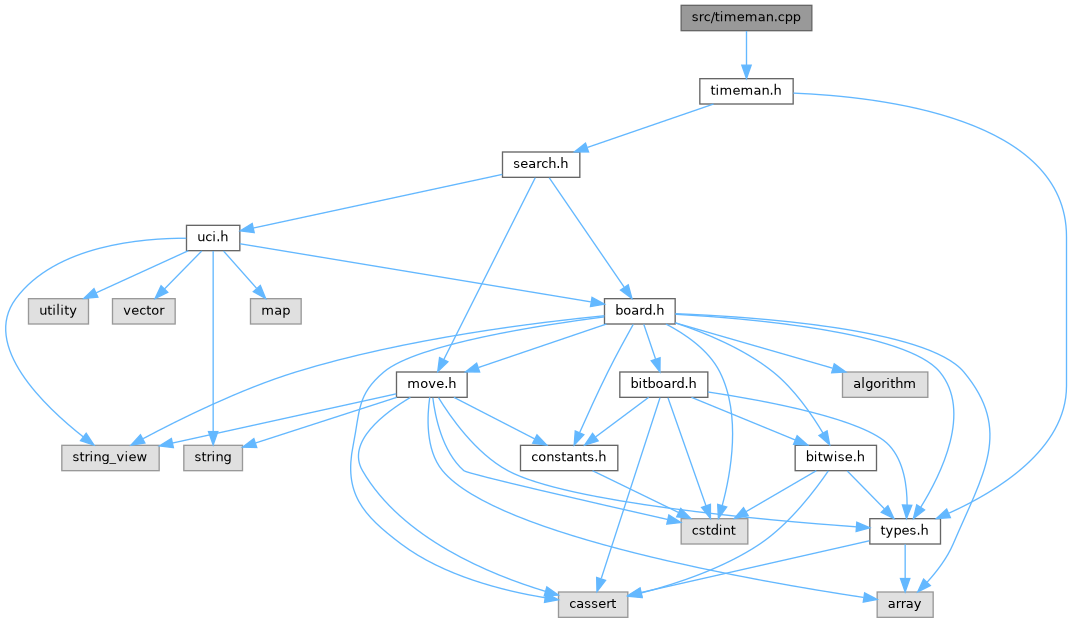 src/timeman.cpp
timeman.h
search.h
uci.h
utility
vector
map
board.h
move.h
bitboard.h
algorithm
string_view
string
constants.h
bitwise.h
cstdint
types.h
cassert
array